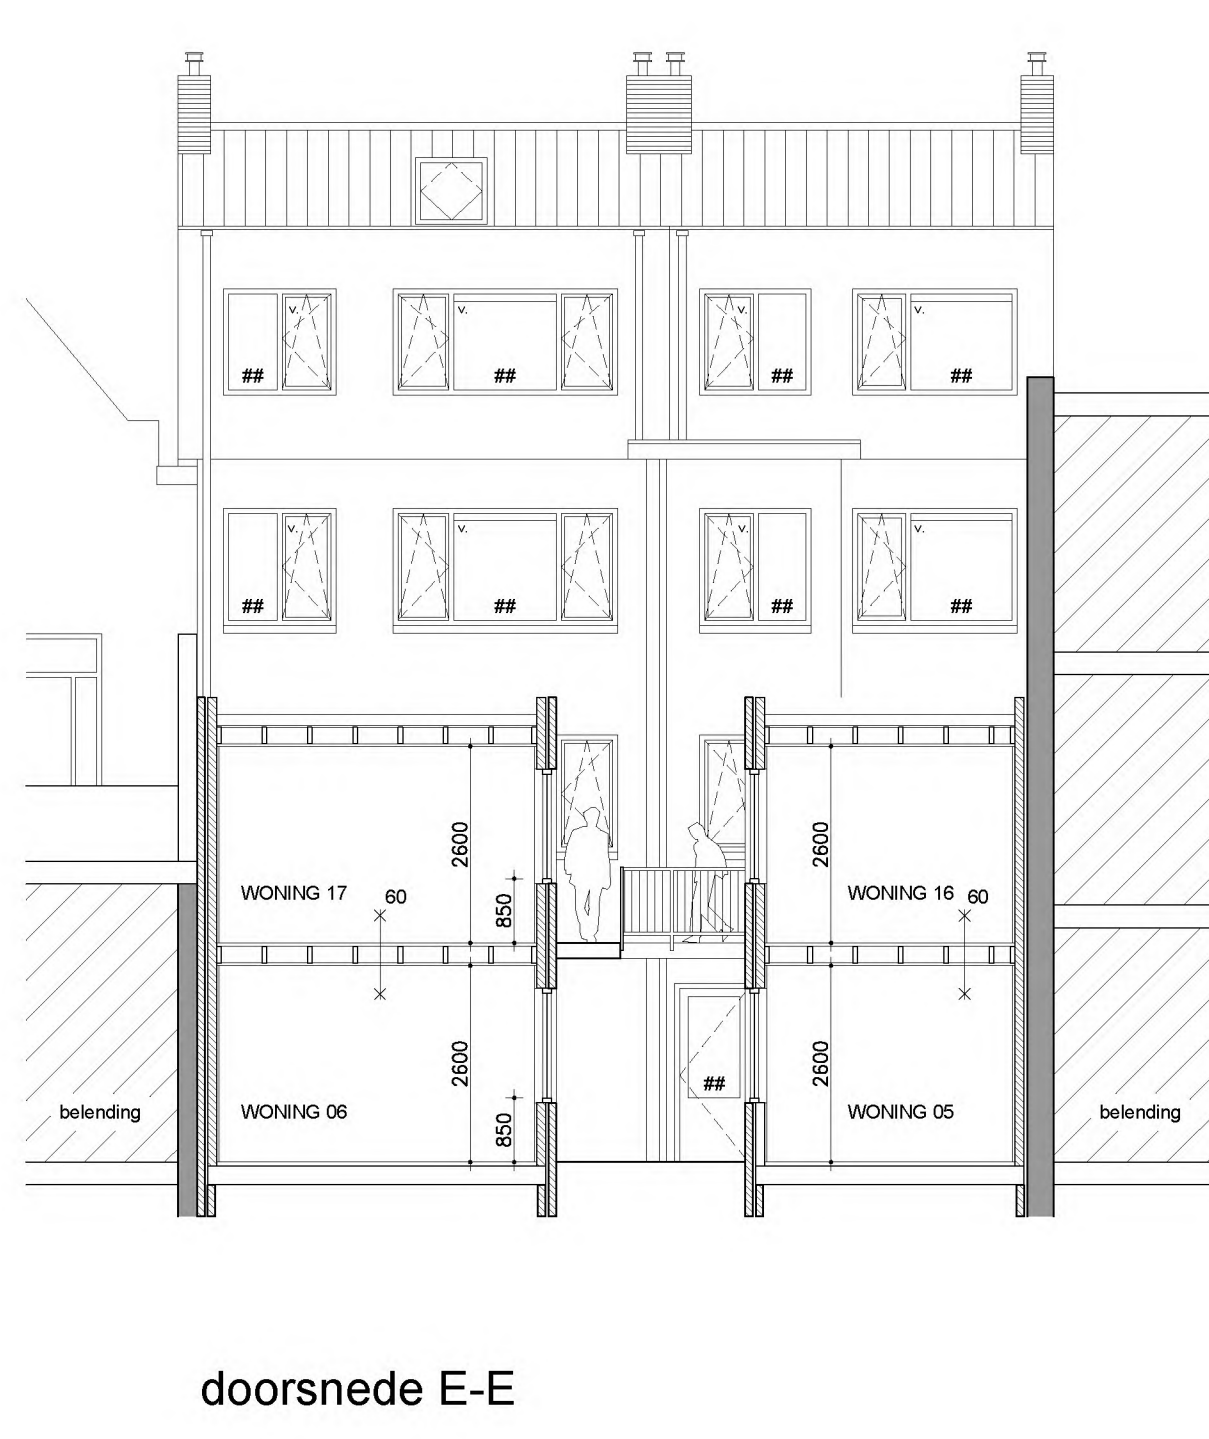 v. v. v. v.
## ## ## ##
v. v. v. v.
## ## ## ##
2600 2600
WONING 17 60 850 WONING 16 60
2600 2600
##
belending WONING 06 850 WONING 05 belending
doorsnede E-E